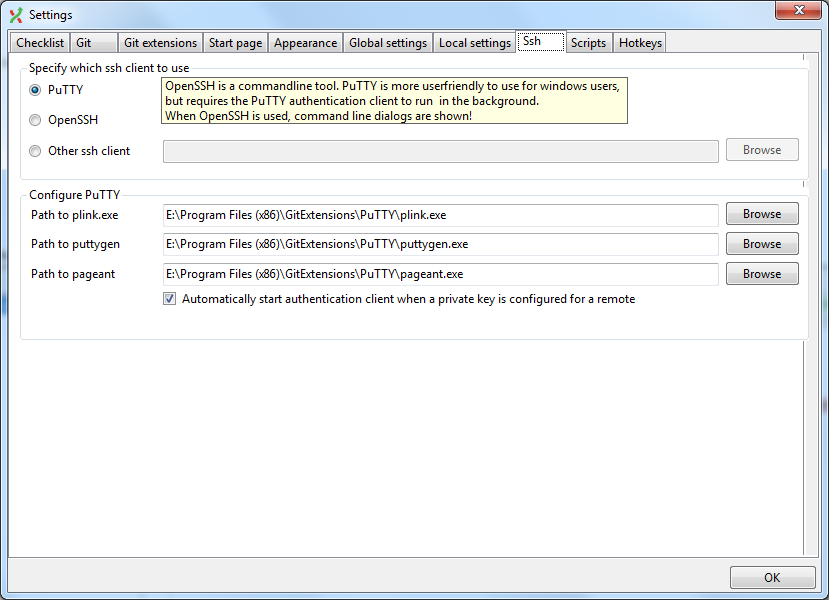 Settings
Checklist Git Git extensions Start page Appearance Global settings Local settings Ssh Scripts Hotkeys
Specify which ssh client to use
PuTTY
OpenSSH is a commandline tool. PuTTY is more userfriendly to use for windows users,
but requires the PuTTY authentication client to run  in the background.
When OpenSSH is used, command line dialogs are shown!
OpenSSH
Other ssh client Browse
Configure PuTTY
Path to plink.exe E:\Program Files (x86)\GitExtensions\PuTTY\plink.exe Browse
Path to puttygen E:\Program Files (x86)\GitExtensions\PuTTY\puttygen.exe Browse
Path to pageant E:\Program Files (x86)\GitExtensions\PuTTY\pageant.exe Browse
Automatically start authentication client when a private key is configured for a remote
OK